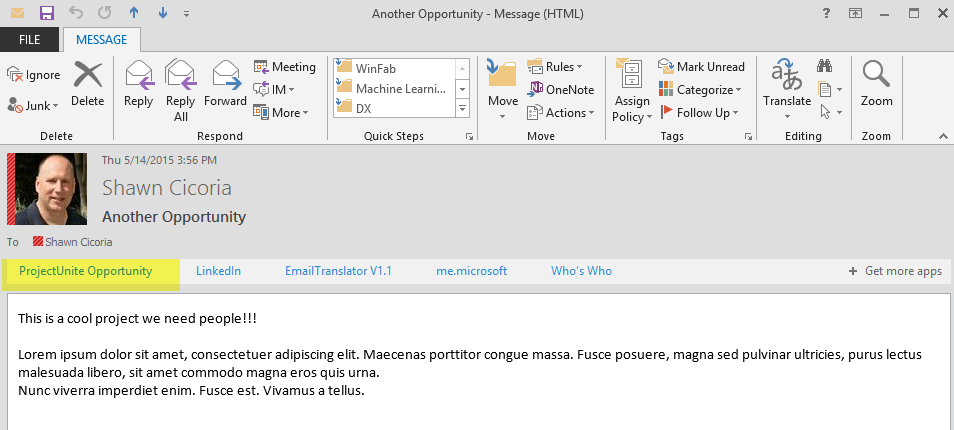 Another Opportunity - Message (HTML)
?
FILE MESSAGE
Ignore
Junk
Delete
Delete
Reply
Reply All
Forward
Meeting
IM
More
Respond
WinFab
Machine Learni...
DX
Quick Steps
Move
Rules
OneNote
Actions
Move
Assign Policy
Mark Unread
Categorize
Follow Up
Tags
Translate
Editing
Zoom
Zoom
Thu 5/14/2015 3:56 PM
Shawn Cicoria
Another Opportunity
To Shawn Cicoria
ProjectUnite Opportunity LinkedIn EmailTranslator V1.1 me.microsoft Who's Who + Get more apps
This is a cool project we need people!!!
Lorem ipsum dolor sit amet, consectetuer adipiscing elit. Maecenas porttitor congue massa. Fusce posuere, magna sed pulvinar ultricies, purus lectus
malesuada libero, sit amet commodo magna eros quis urna.
Nunc viverra imperdiet enim. Fusce est. Vivamus a tellus.